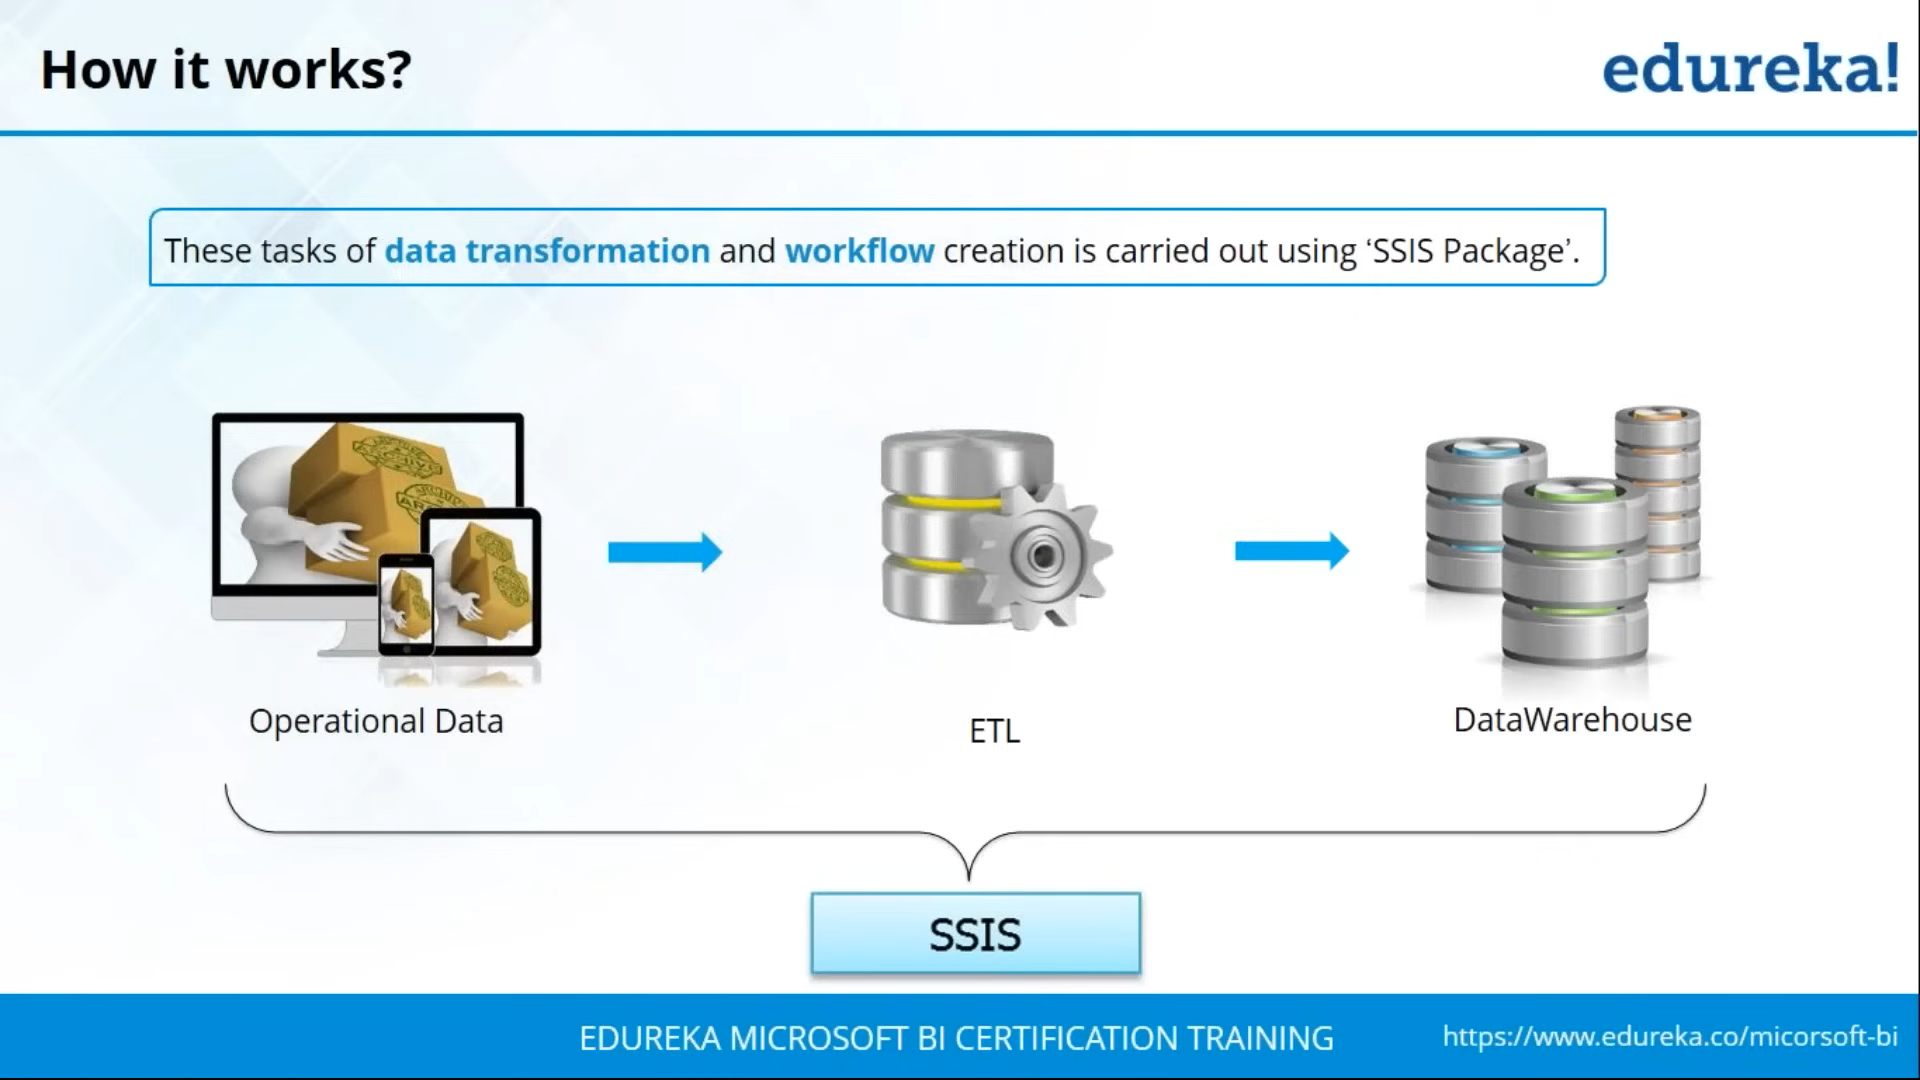 How it works?
edureka!
These tasks of data transformation and workflow creation is carried out using ‘SSIS Package’.
Operational Data
ETL
DataWarehouse
SSIS
EDUREKA MICROSOFT BI CERTIFICATION TRAINING
https://www.edureka.co/micorsoft-bi